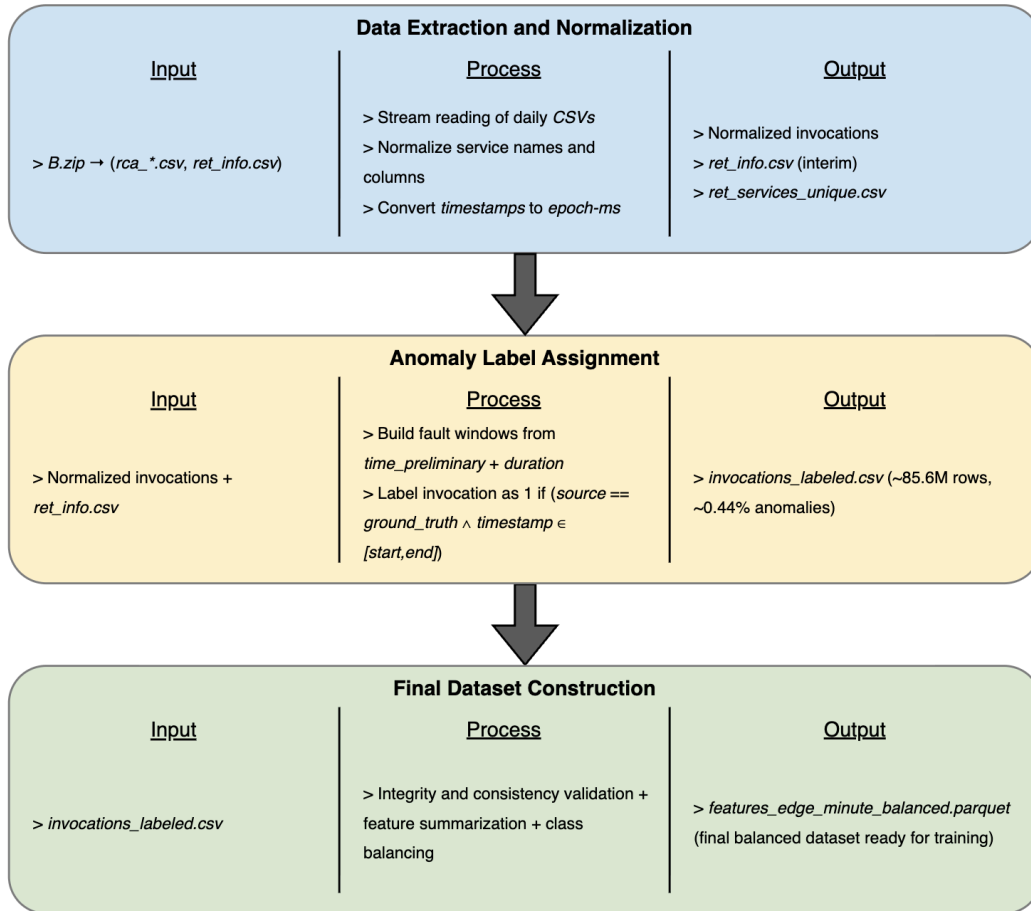 Data Extraction and Normalization
Input
> B.zip → (rca_*.csv, ret_info.csv)
Process
> Stream reading of daily CSVs
> Normalize service names and
columns
> Convert timestamps to epoch-ms
Output
> Normalized invocations
> ret_info.csv (interim)
> ret_services_unique.csv
Anomaly Label Assignment
Input
> Normalized invocations +
ret_info.csv
Process
> Build fault windows from
time_preliminary + duration
> Label invocation as 1 if (source ==
ground_truth ∧ timestamp ∈
[start,end])
Output
> invocations_labeled.csv (~85.6M rows,
~0.44% anomalies)
Final Dataset Construction
Input
> invocations_labeled.csv
Process
> Integrity and consistency validation +
feature summarization + class
balancing
Output
> features_edge_minute_balanced.parquet
(final balanced dataset ready for training)